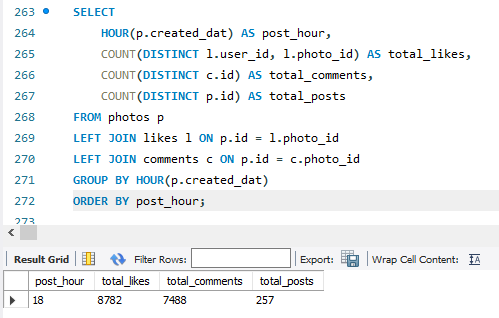 263 SELECT
264 HOUR(p.created_dat) AS post_hour,
265 COUNT(DISTINCT l.user_id, l.photo_id) AS total_likes,
266 COUNT(DISTINCT c.id) AS total_comments,
267 COUNT(DISTINCT p.id) AS total_posts
268 FROM photos p
269 LEFT JOIN likes l ON p.id = l.photo_id
270 LEFT JOIN comments c ON p.id = c.photo_id
271 GROUP BY HOUR(p.created_dat)
272 ORDER BY post_hour;
273
Result Grid Filter Rows: Export: Wrap Cell Content:
post_hour total_likes total_comments total_posts
18 8782 7488 257